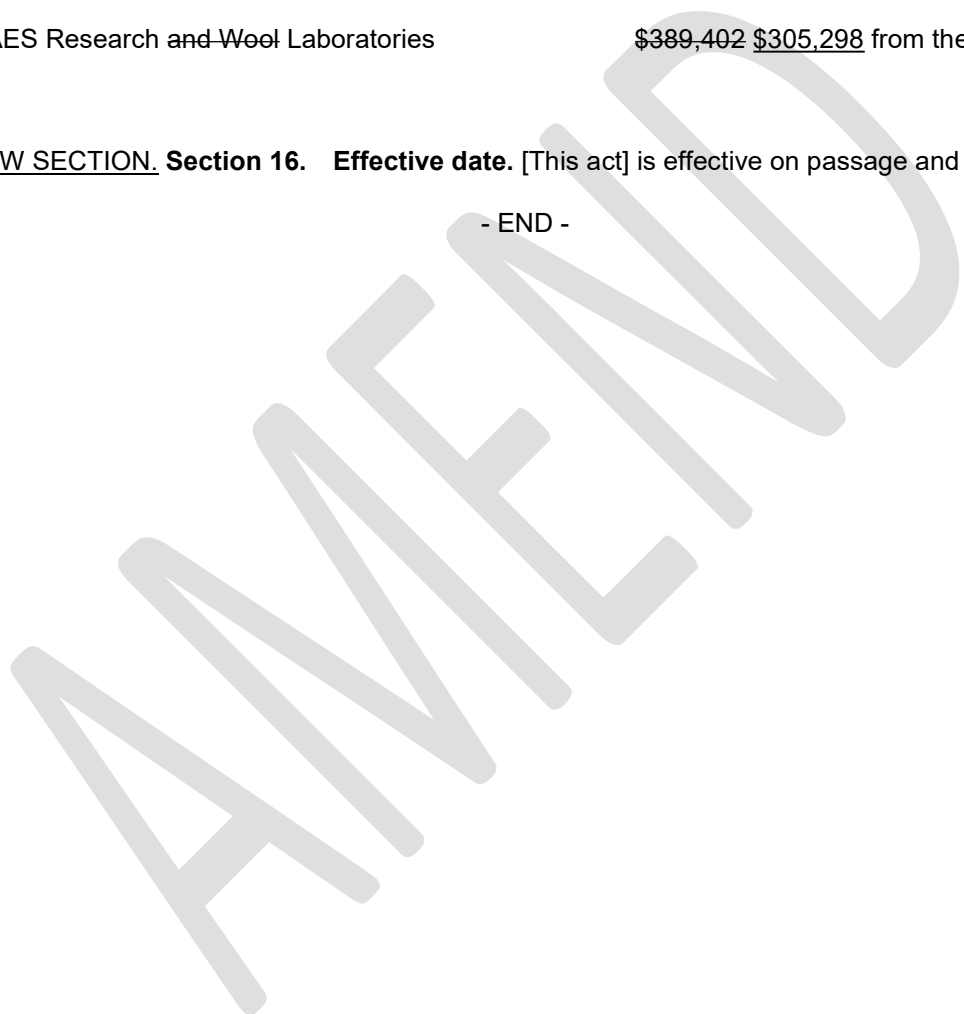 AES Research and Wool Laboratories $389,402 $305,298 from the
W SECTION. Section 16. Effective date. [This act] is effective on passage and
- END -
AMEND